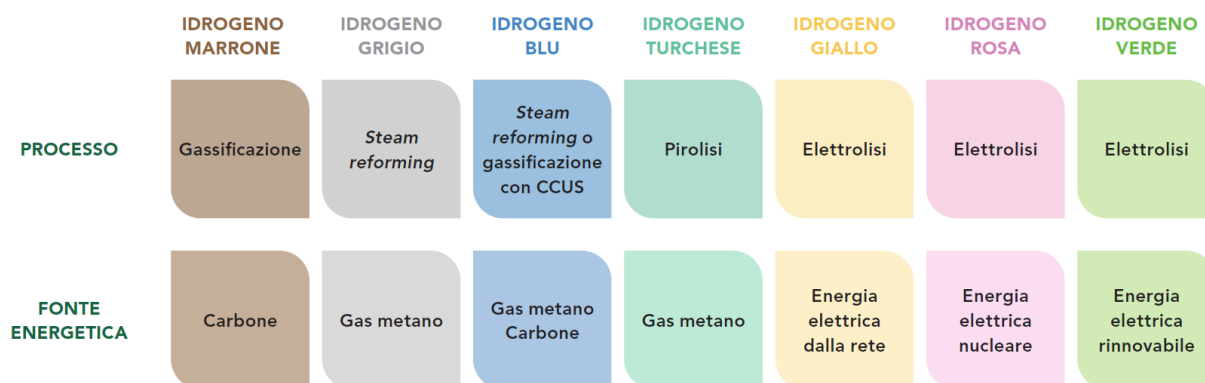 IDROGENO MARRONE
IDROGENO GRIGIO
IDROGENO BLU
IDROGENO TURCHESE
IDROGENO GIALLO
IDROGENO ROSA
IDROGENO VERDE
PROCESSO
Gassificazione
Steam
reforming
Steam
reforming o
gassificazione
con CCUS
Pirolisi
Elettrolisi
Elettrolisi
Elettrolisi
FONTE
ENERGETICA
Carbone
Gas metano
Gas metano
Carbone
Gas metano
Energia
elettrica
dalla rete
Energia
elettrica
nucleare
Energia
elettrica
rinnovabile